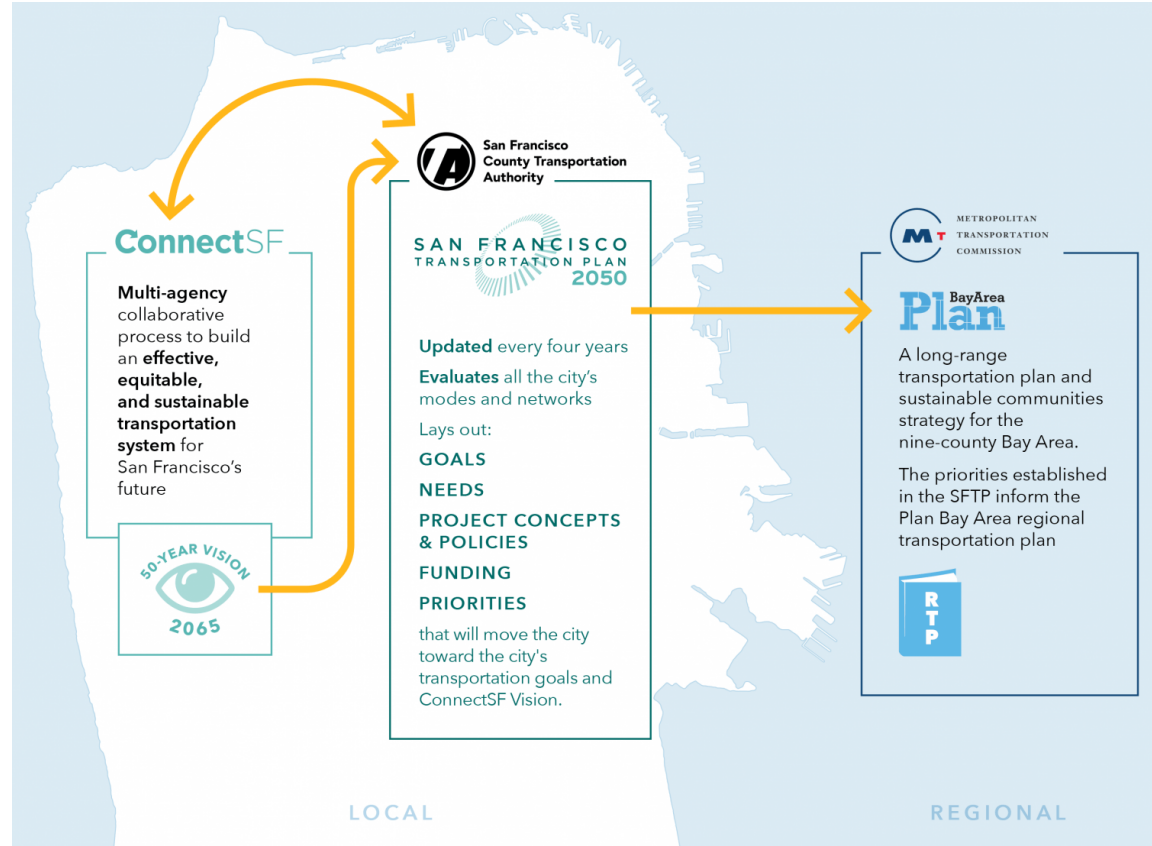 ConnectSF
Multi-agency
collaborative
process to build
an effective,
equitable,
and sustainable
transportation
system for
San Francisco's
future
50-YEAR VISION
2065
San Francisco
County Transportation
Authority
SAN FRANCISCO
TRANSPORTATION PLAN
2050
Updated every four years
Evaluates all the city's
modes and networks
Lays out:
GOALS
NEEDS
PROJECT CONCEPTS
& POLICIES
FUNDING
PRIORITIES
that will move the city
toward the city's
transportation goals and
ConnectSF Vision.
M T
METROPOLITAN
TRANSPORTATION
COMMISSION
BayArea
Plan
A long-range
transportation plan and
sustainable communities
strategy for the
nine-county Bay Area.
The priorities established
in the SFTP inform the
Plan Bay Area regional
transportation plan
R
T
P
LOCAL
REGIONAL